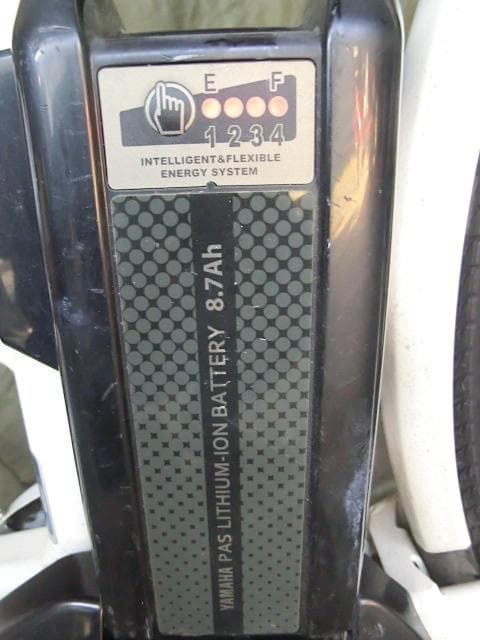 E F
1 2 3 4
INTELLIGENT&FLEXIBLE
ENERGY SYSTEM
YAMAHA PAS LITHIUM-ION BATTERY 8.7Ah